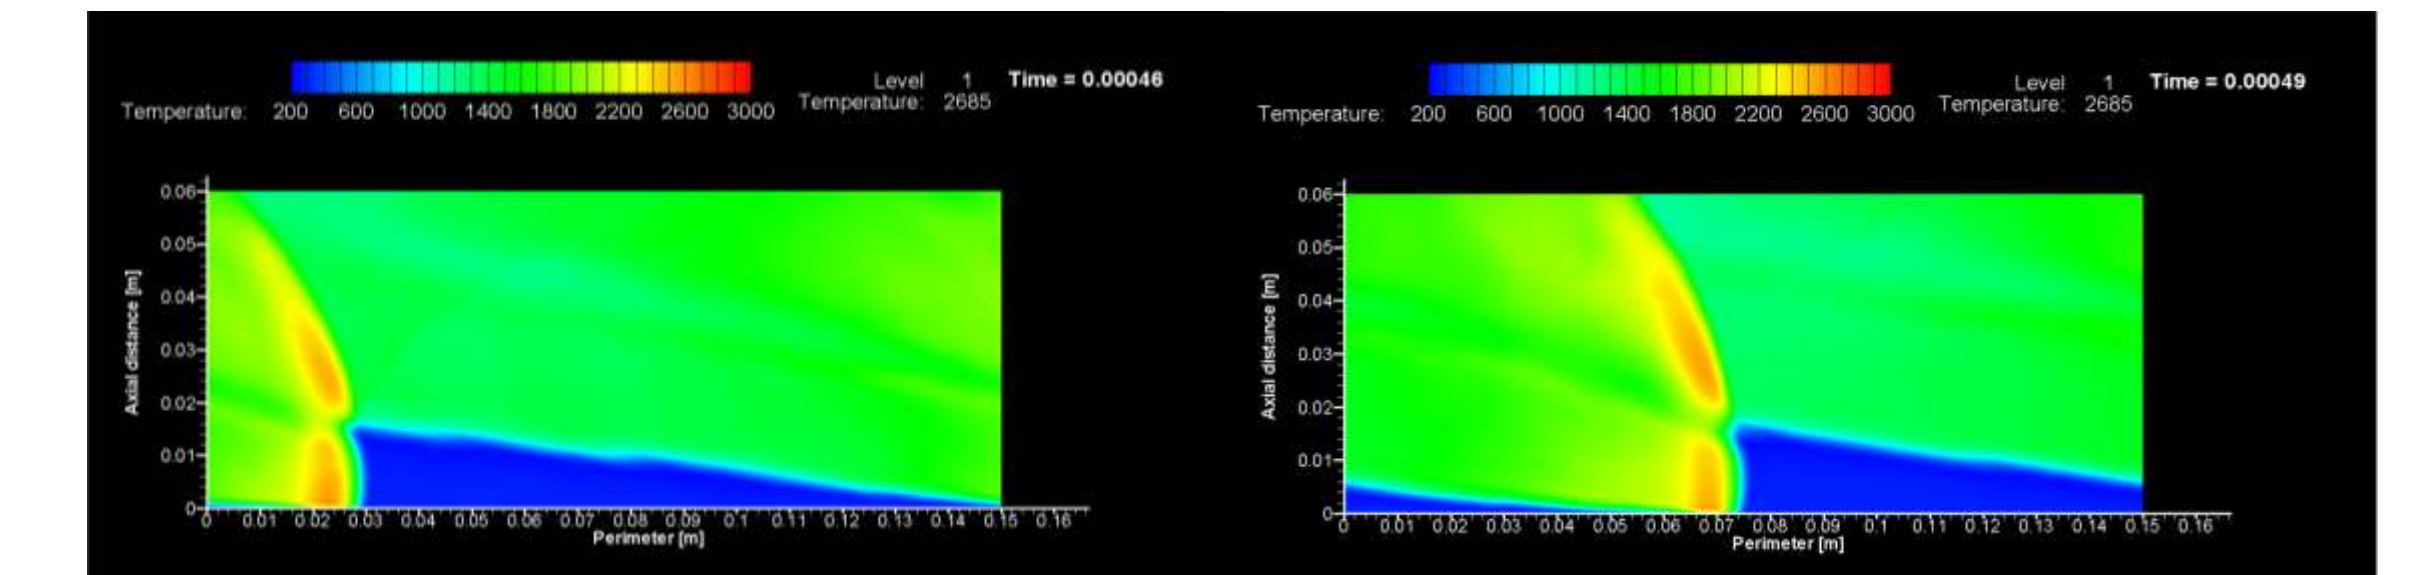 Level 1 Time = 0.00046
Temperature: 200 600 1000 1400 1800 2200 2600 3000 Temperature: 2685
0.06
0.05
0.04
0.03
0.02
0.01
0
Axial distance [m]
0 0.01 0.02 0.03 0.04 0.05 0.06 0.07 0.08 0.09 0.1 0.11 0.12 0.13 0.14 0.15 0.16
Perimeter [m]
Level 1 Time = 0.00049
Temperature: 200 600 1000 1400 1800 2200 2600 3000 Temperature: 2685
0.06
0.05
0.04
0.03
0.02
0.01
0
Axial distance [m]
0 0.01 0.02 0.03 0.04 0.05 0.06 0.07 0.08 0.09 0.1 0.11 0.12 0.13 0.14 0.15 0.16
Perimeter [m]